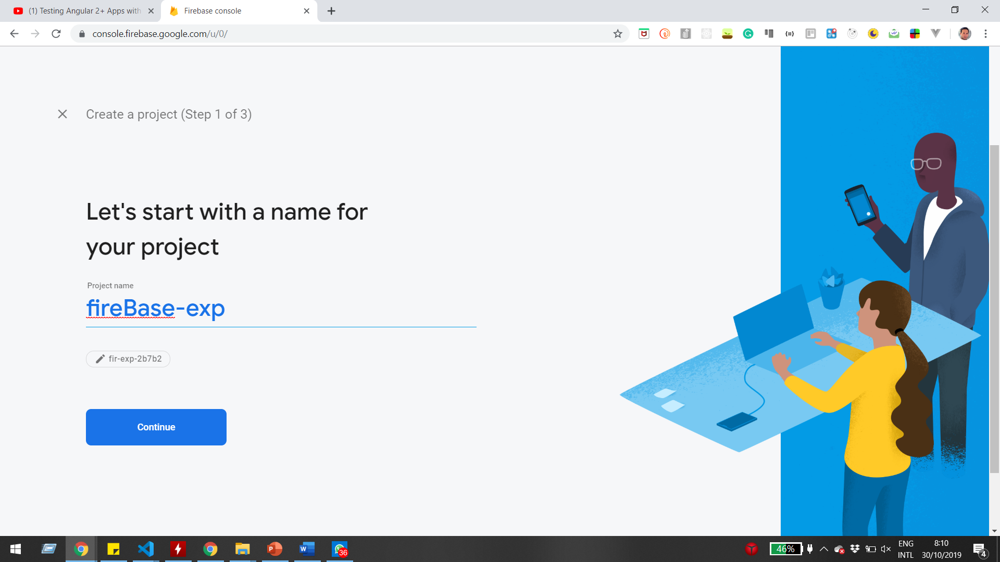 (1) Testing Angular 2+ Apps with
Firebase console
console.firebase.google.com/u/0/
Create a project (Step 1 of 3)
Let's start with a name for
your project
Project name
fireBase-exp
fir-exp-2b7b2
Continue
36
46%
ENG
INTL
8:10
30/10/2019
4